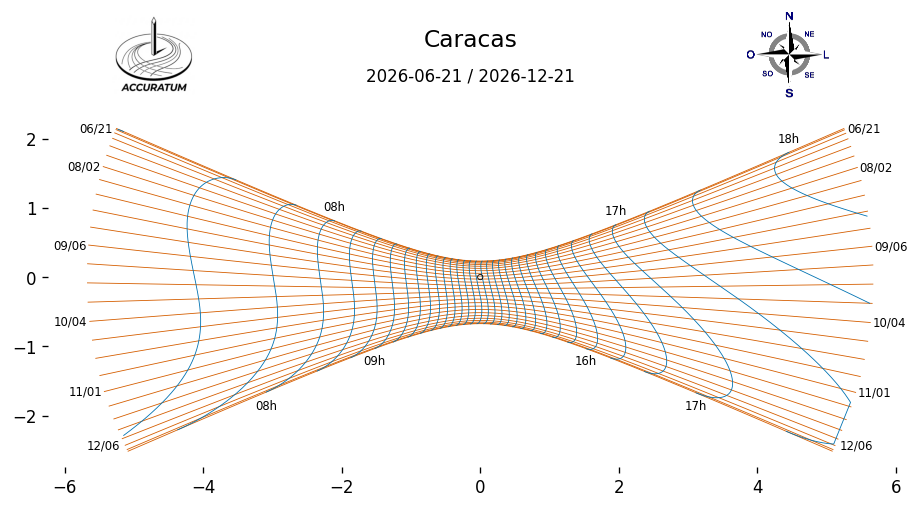 Caracas
2026-06-21 / 2026-12-21
ACCURATUM
N
NO NE
O L
SO SE
S
06/21 18h 06/21
2
08/02 08/02
08h 17h
1
09/06 09/06
0
10/04 10/04
−1
09h 16h
11/01 11/01
08h 17h
−2
12/06 12/06
−6 −4 −2 0 2 4 6